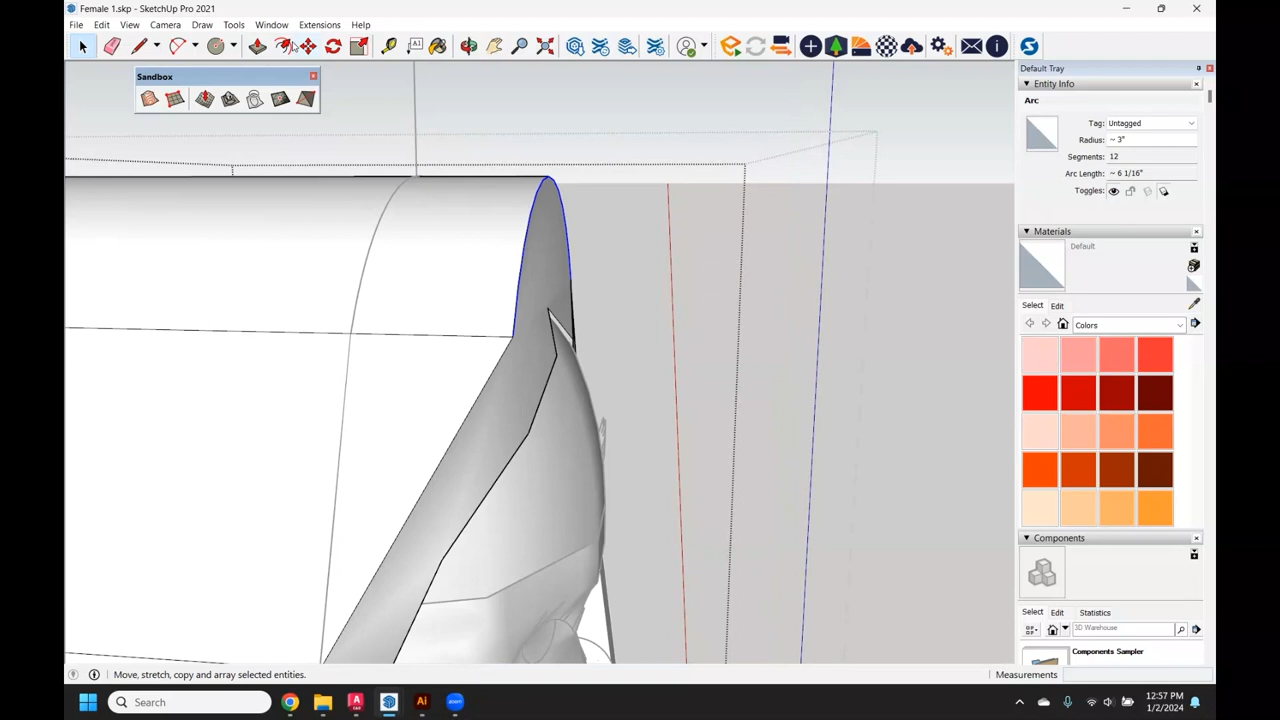 Female 1.skp - SketchUp Pro 2021
File Edit View Camera Draw Tools Window Extensions Help
Sandbox
Default Tray
Entity Info
Arc
Tag: Untagged
Radius: ~ 3"
Segments: 12
Arc Length: ~ 6 1/16"
Toggles:
Materials
Default
Select Edit
Colors
Components
Select Edit Statistics
3D Warehouse
Components Sampler
Move, stretch, copy and array selected entities.
Measurements
Search
Ai
zoom
12:57 PM
1/2/2024